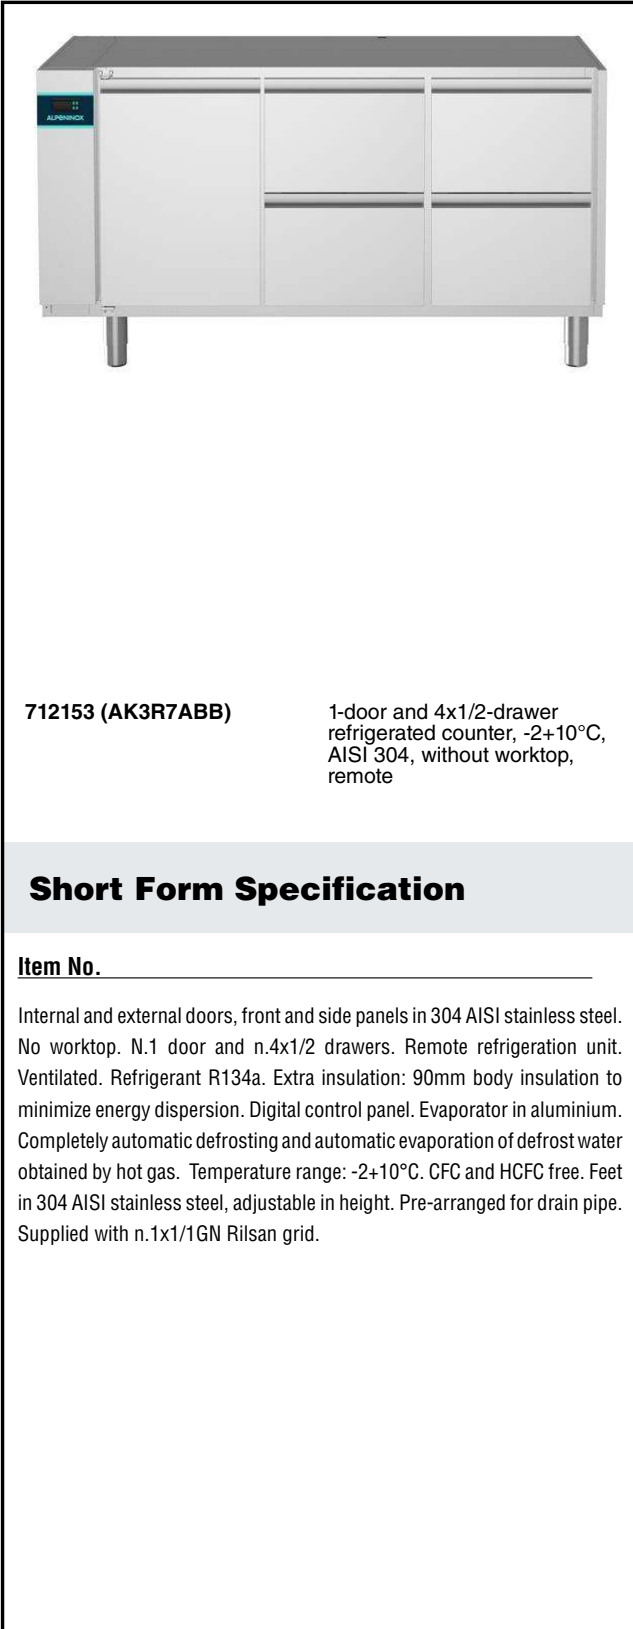 ALPENINOX
712153 (AK3R7ABB)
1-door and 4x1/2-drawer
refrigerated counter, -2+10°C,
AISI 304, without worktop,
remote
Short Form Specification
Item No.
Internal and external doors, front and side panels in 304 AISI stainless steel.
No worktop. N.1 door and n.4x1/2 drawers. Remote refrigeration unit.
Ventilated. Refrigerant R134a. Extra insulation: 90mm body insulation to
minimize energy dispersion. Digital control panel. Evaporator in aluminium.
Completely automatic defrosting and automatic evaporation of defrost water
obtained by hot gas. Temperature range: -2+10°C. CFC and HCFC free. Feet
in 304 AISI stainless steel, adjustable in height. Pre-arranged for drain pipe.
Supplied with n.1x1/1GN Rilsan grid.